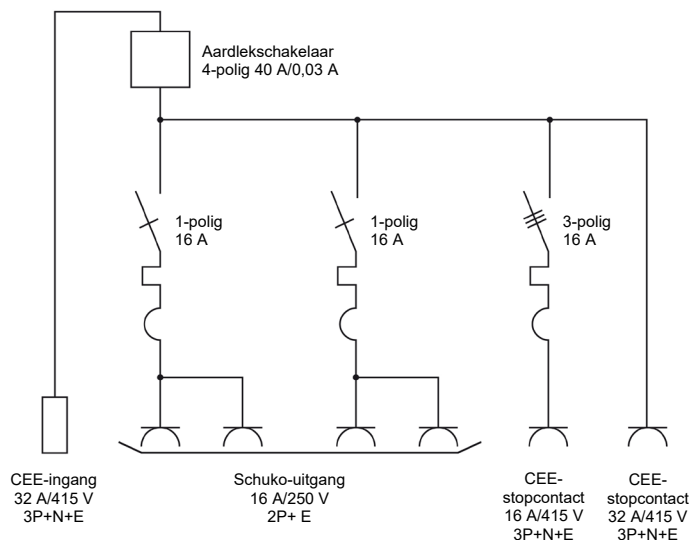 Aardlekschakelaar
4-polig 40 A/0,03 A
1-polig
16 A
1-polig
16 A
3-polig
16 A
CEE-ingang
32 A/415 V
3P+N+E
Schuko-uitgang
16 A/250 V
2P+ E
CEE-
stopcontact
16 A/415 V
3P+N+E
CEE-
stopcontact
32 A/415 V
3P+N+E